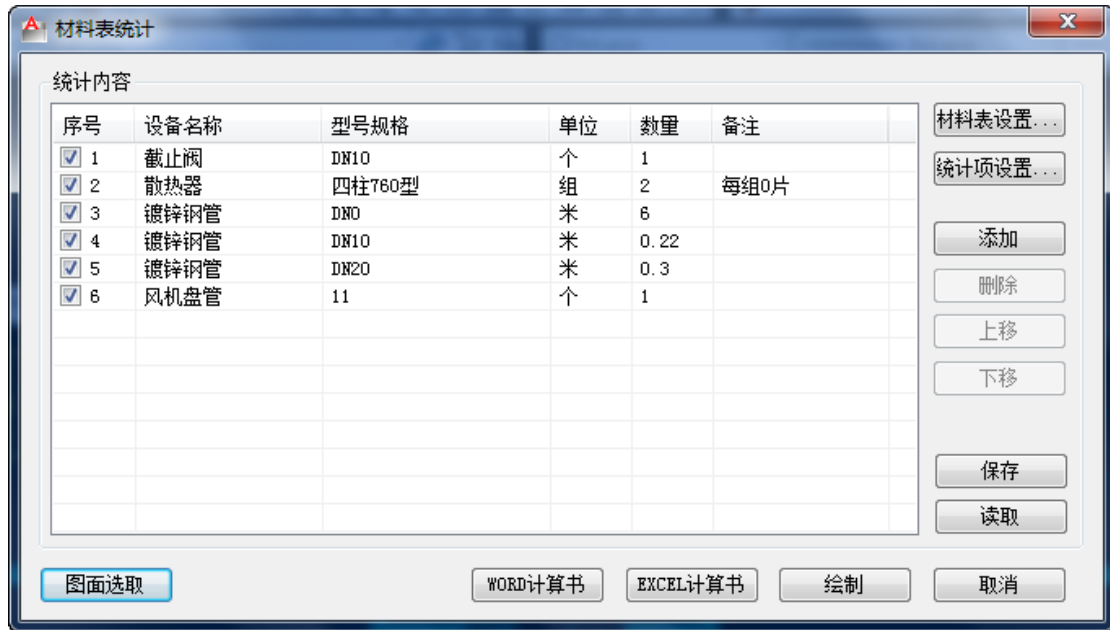 材料表统计
统计内容
序号 设备名称 型号规格 单位 数量 备注
1 截止阀 DN10 个 1
2 散热器 四柱760型 组 2 每组0片
3 镀锌钢管 DN0 米 6
4 镀锌钢管 DN10 米 0.22
5 镀锌钢管 DN20 米 0.3
6 风机盘管 11 个 1
材料表设置...
统计项设置...
添加
删除
上移
下移
保存
读取
图面选取 WORD计算书 EXCEL计算书 绘制 取消